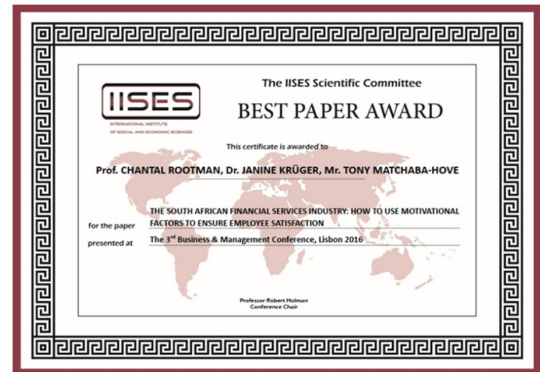 IISES
INTERNATIONAL INSTITUTE
OF SOCIAL AND ECONOMIC SCIENCES
The IISES Scientific Committee
BEST PAPER AWARD
This certificate is awarded to
Prof. CHANTAL ROOTMAN, Dr. JANINE KRÜGER, Mr. TONY MATCHABA-HOVE
THE SOUTH AFRICAN FINANCIAL SERVICES INDUSTRY: HOW TO USE MOTIVATIONAL
for the paper FACTORS TO ENSURE EMPLOYEE SATISFACTION
presented at The 3rd Business & Management Conference, Lisbon 2016
Professor Robert Holman
Conference Chair